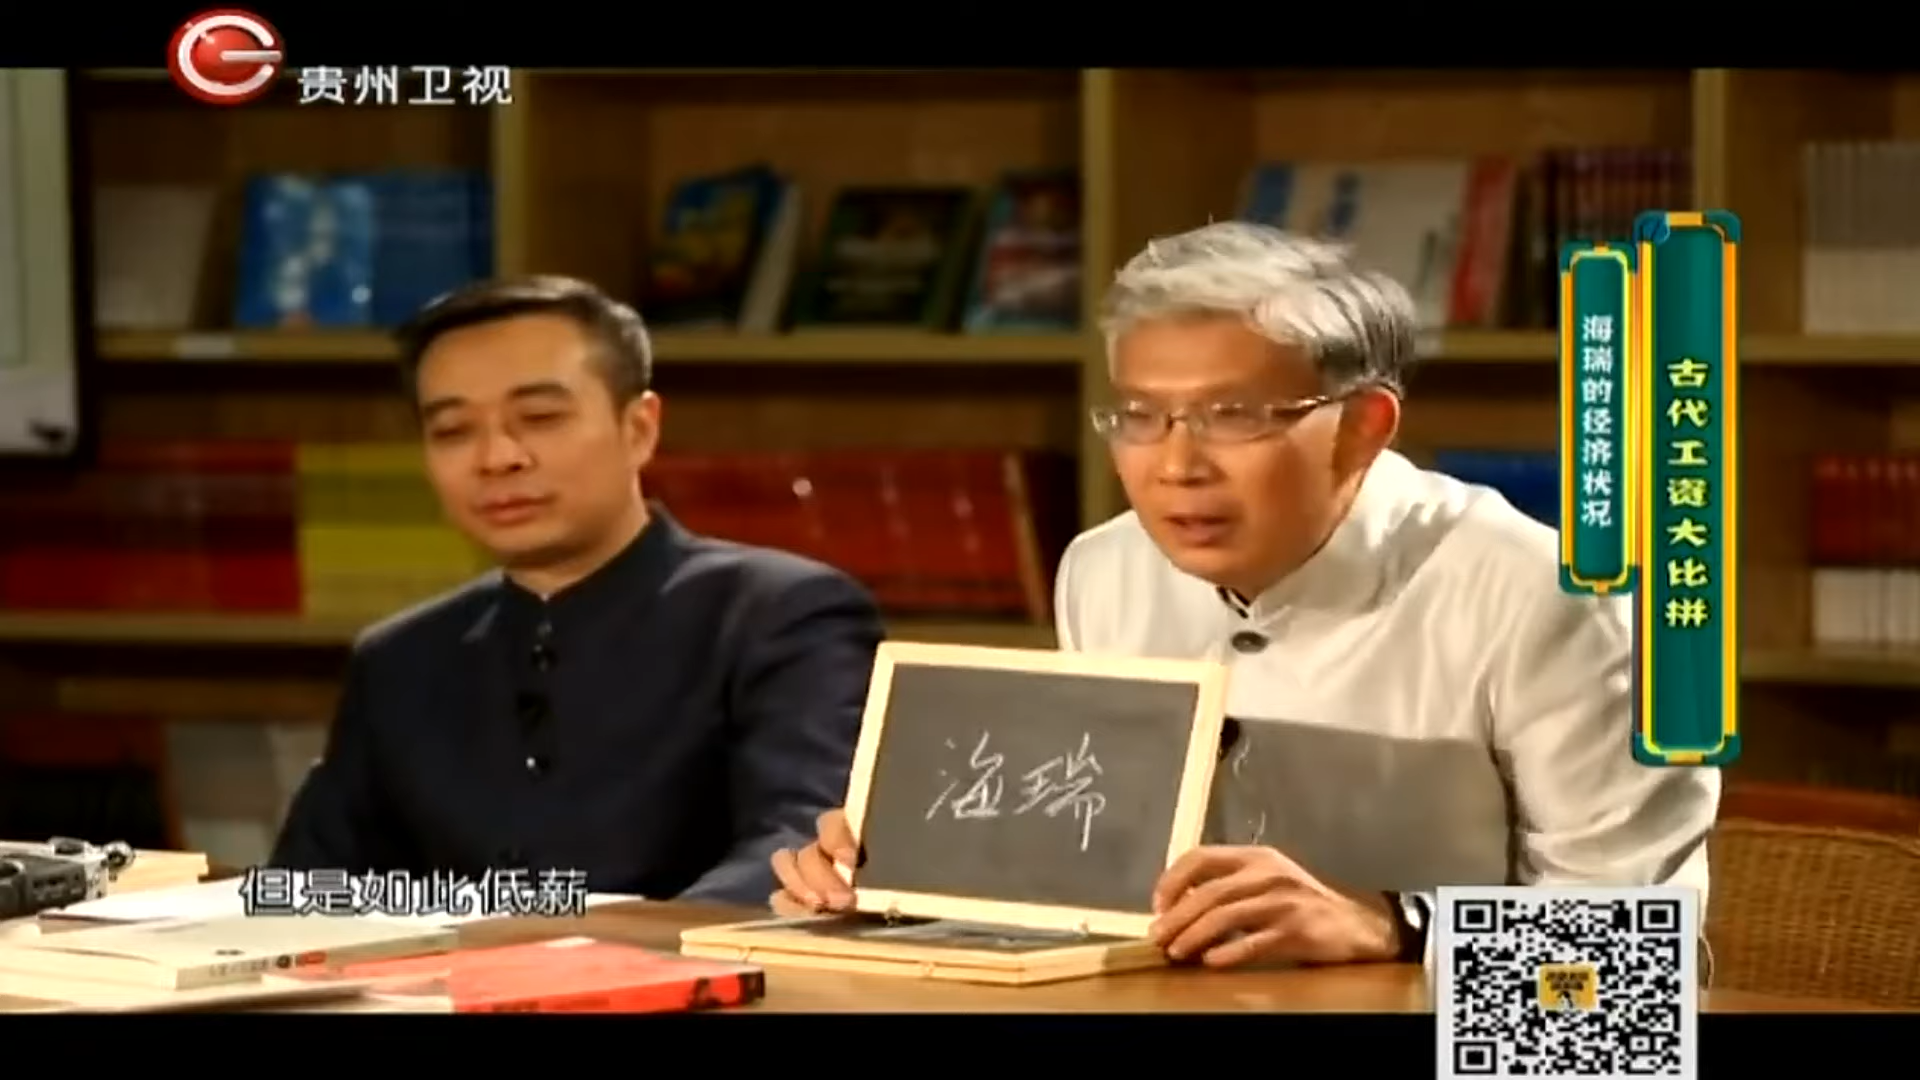 贵州卫视
古代工资大比拼
海瑞的经济状况
海瑞
但是如此低薪